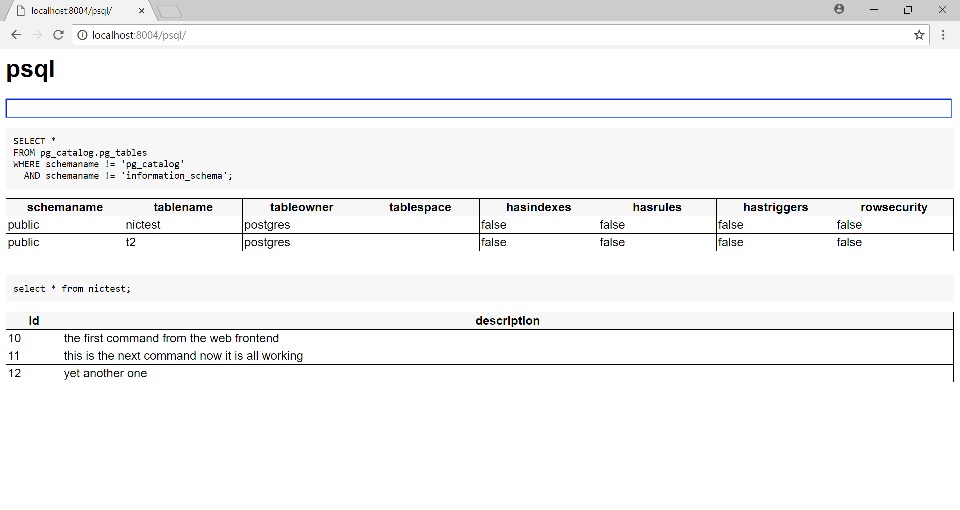 localhost:8004/psql/
localhost:8004/psql/
psql
SELECT *
FROM pg_catalog.pg_tables
WHERE schemaname != 'pg_catalog'
AND schemaname != 'information_schema';
schemaname tablename tableowner tablespace hasindexes hasrules hastriggers rowsecurity
public nictest postgres false false false false
public t2 postgres false false false false
select * from nictest;
id description
10 the first command from the web frontend
11 this is the next command now it is all working
12 yet another one